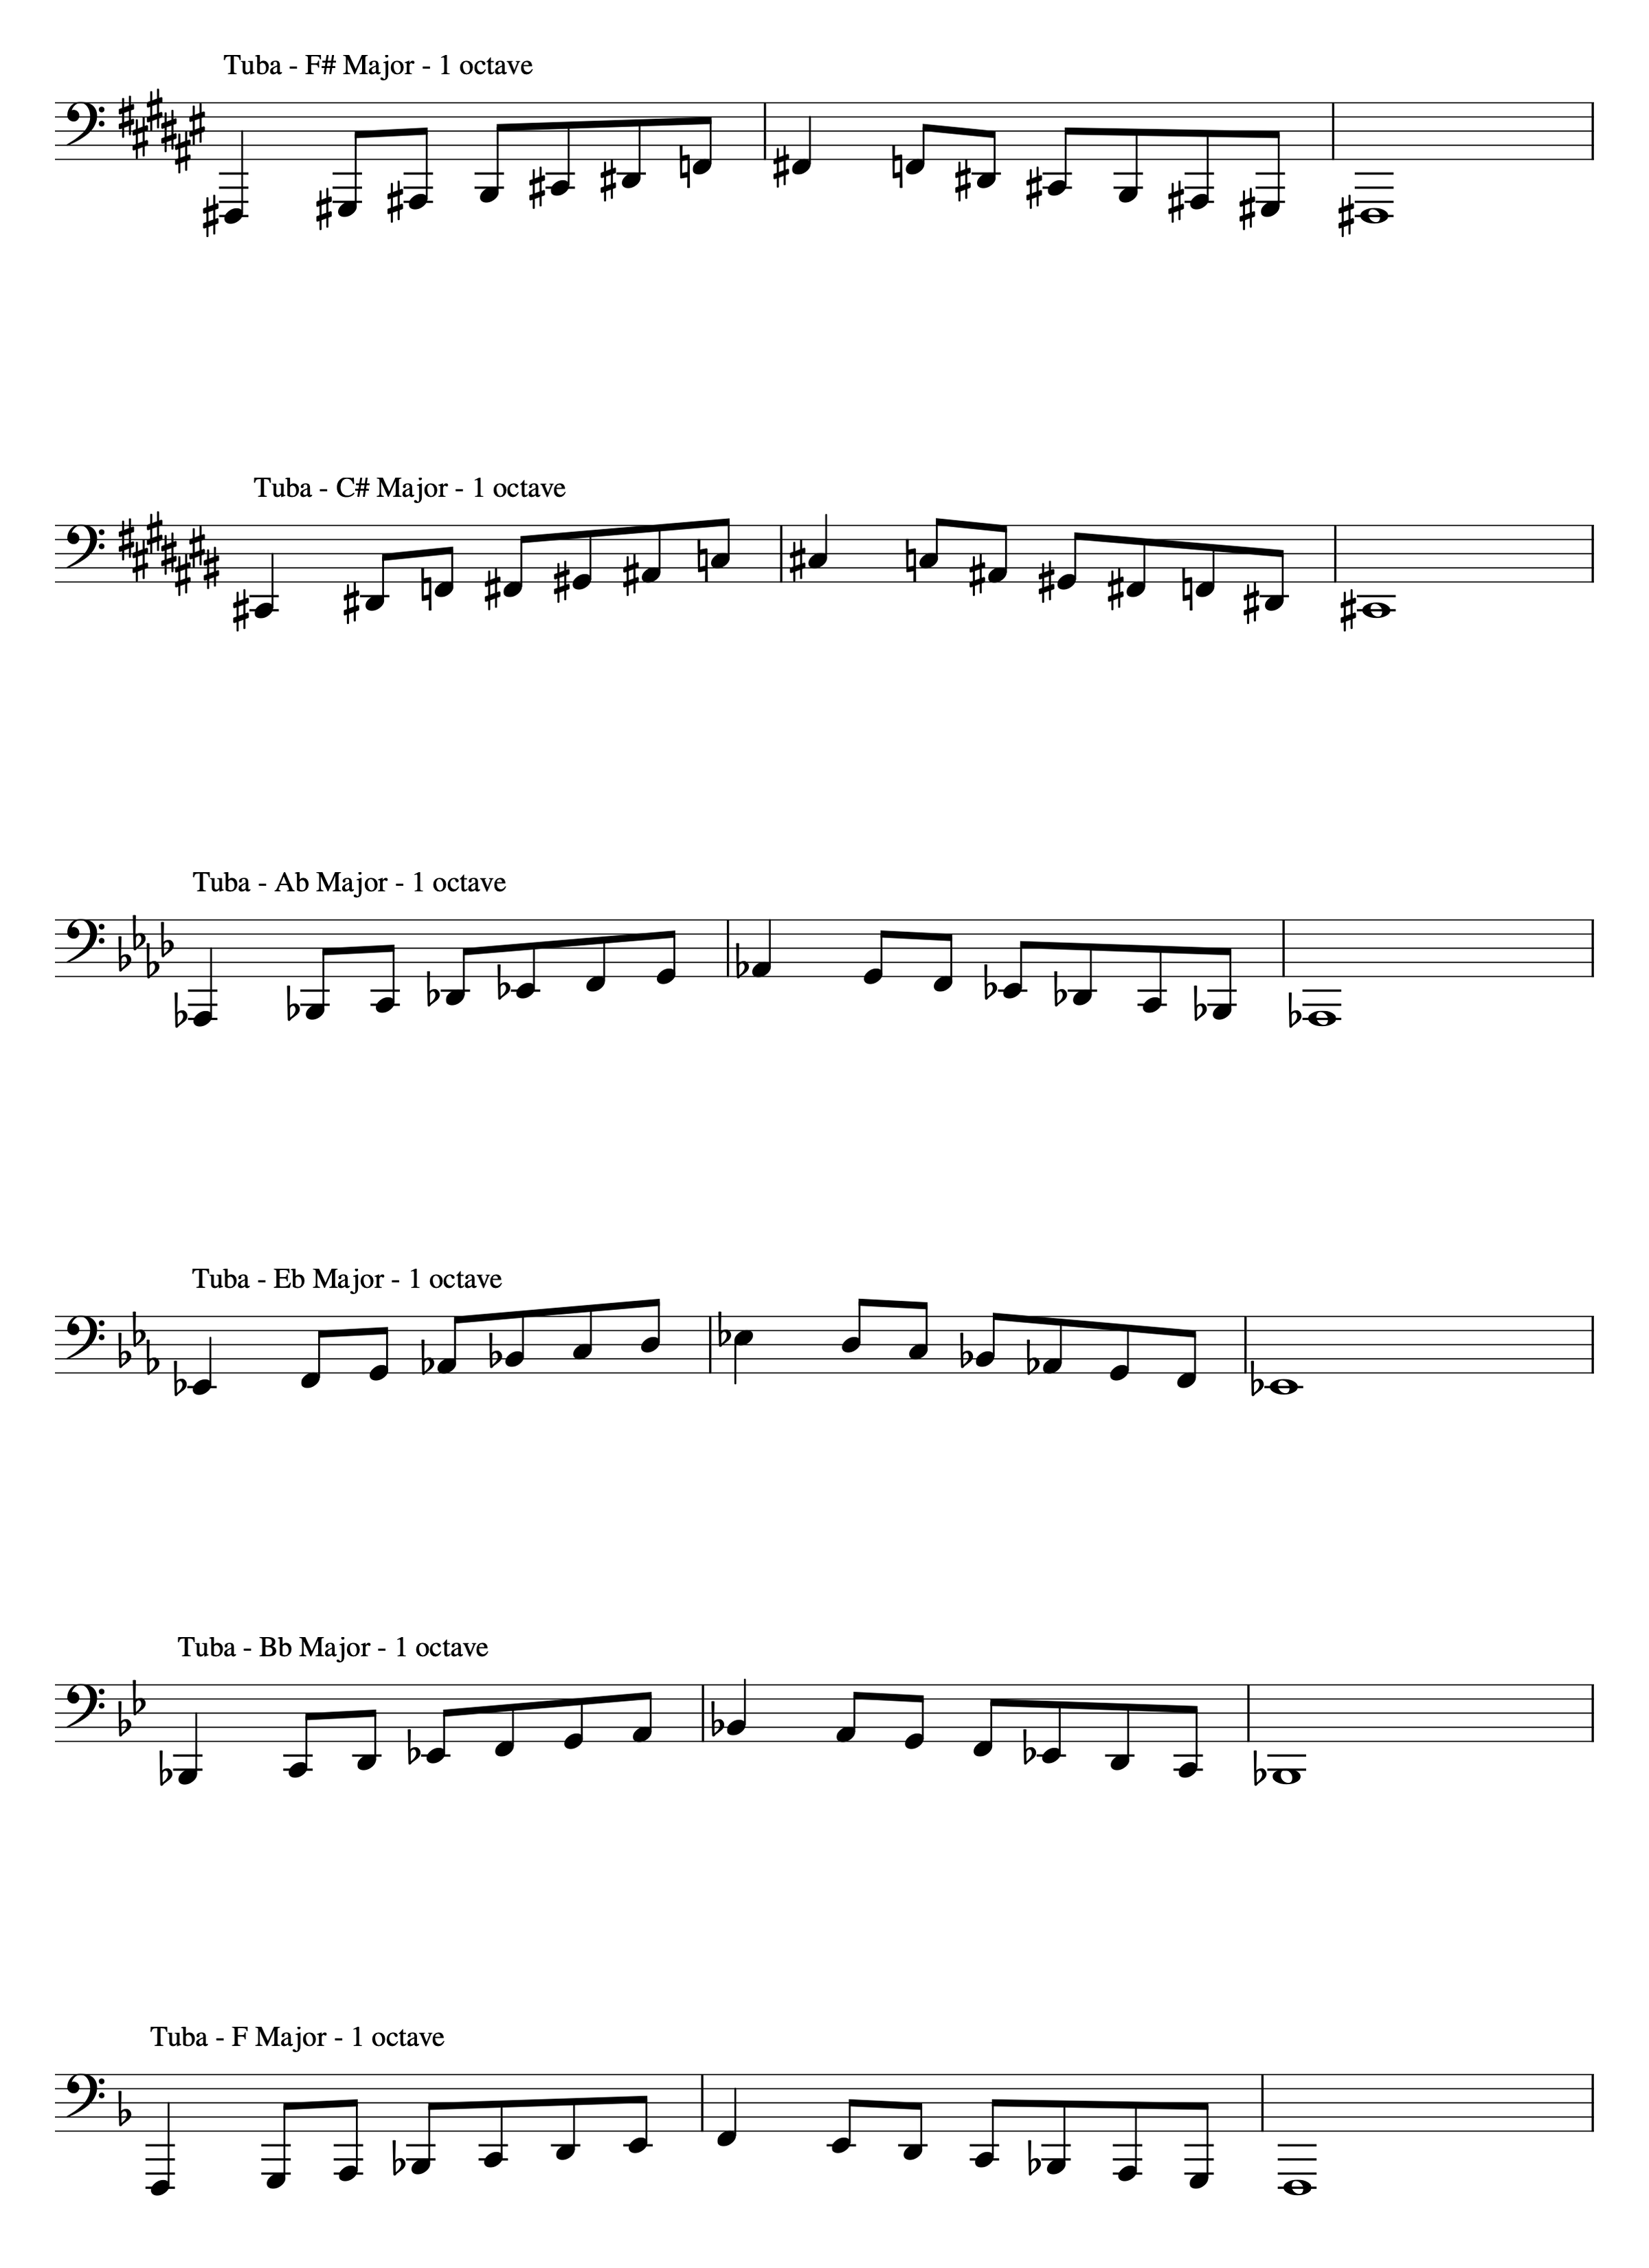 Tuba - F# Major - 1 octave
Tuba - C# Major - 1 octave
Tuba - Ab Major - 1 octave
Tuba - Eb Major - 1 octave
Tuba - Bb Major - 1 octave
Tuba - F Major - 1 octave